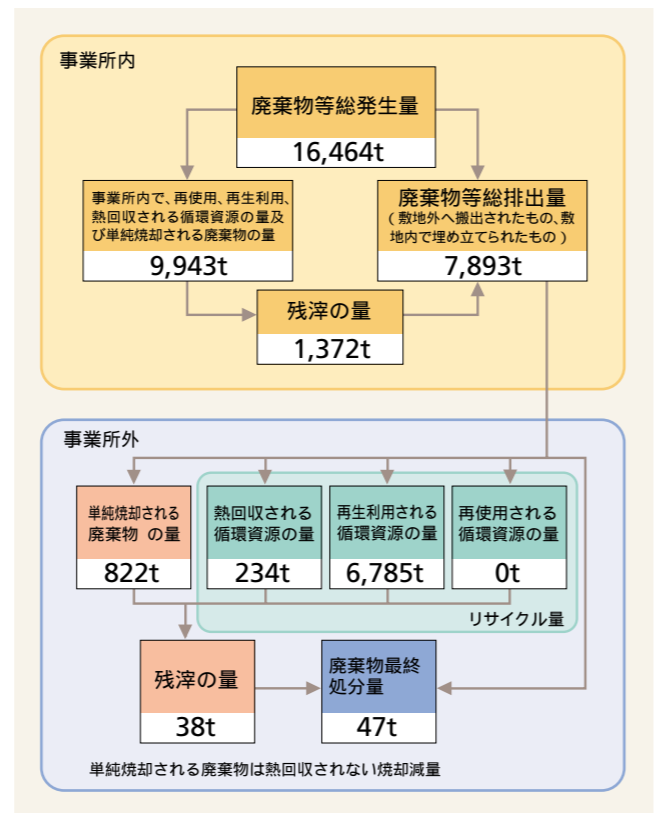 事業所内
廃棄物等総発生量
16,464t
事業所内で、再使用、再生利用、
熱回収される循環資源の量及
び単純焼却される廃棄物の量
9,943t
廃棄物等総排出量
(敷地外へ搬出されたもの、敷
地内で埋め立てられたもの)
7,893t
残滓の量
1,372t
事業所外
単純焼却される
廃棄物 の量
822t
熱回収される
循環資源の量
234t
再生利用される
循環資源の量
6,785t
再使用される
循環資源の量
0t
リサイクル量
残滓の量
38t
廃棄物最終
処分量
47t
単純焼却される廃棄物は熱回収されない焼却減量